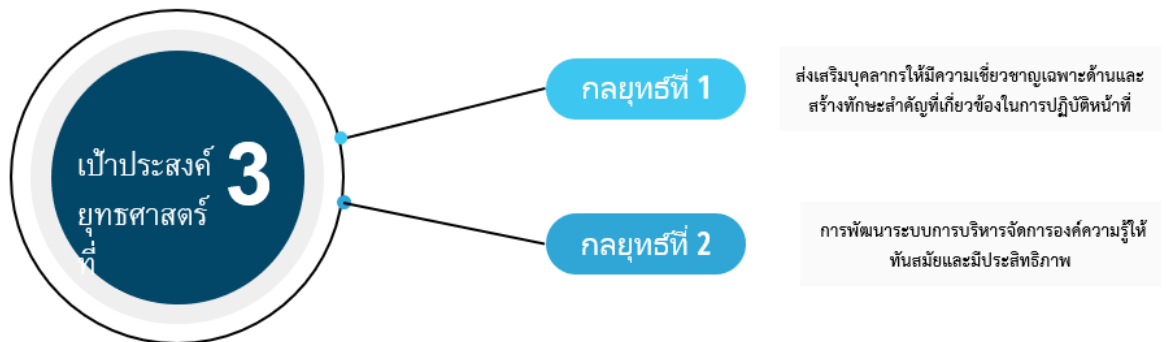 เป้าประสงค์
ยุทธศาสตร์
ที่
3
กลยุทธ์ที่ 1
ส่งเสริมบุคลากรให้มีความเชี่ยวชาญเฉพาะด้านและ
สร้างทักษะสำคัญที่เกี่ยวข้องในการปฏิบัติหน้าที่
กลยุทธ์ที่ 2
การพัฒนาระบบการบริหารจัดการองค์ความรู้ให้
ทันสมัยและมีประสิทธิภาพ